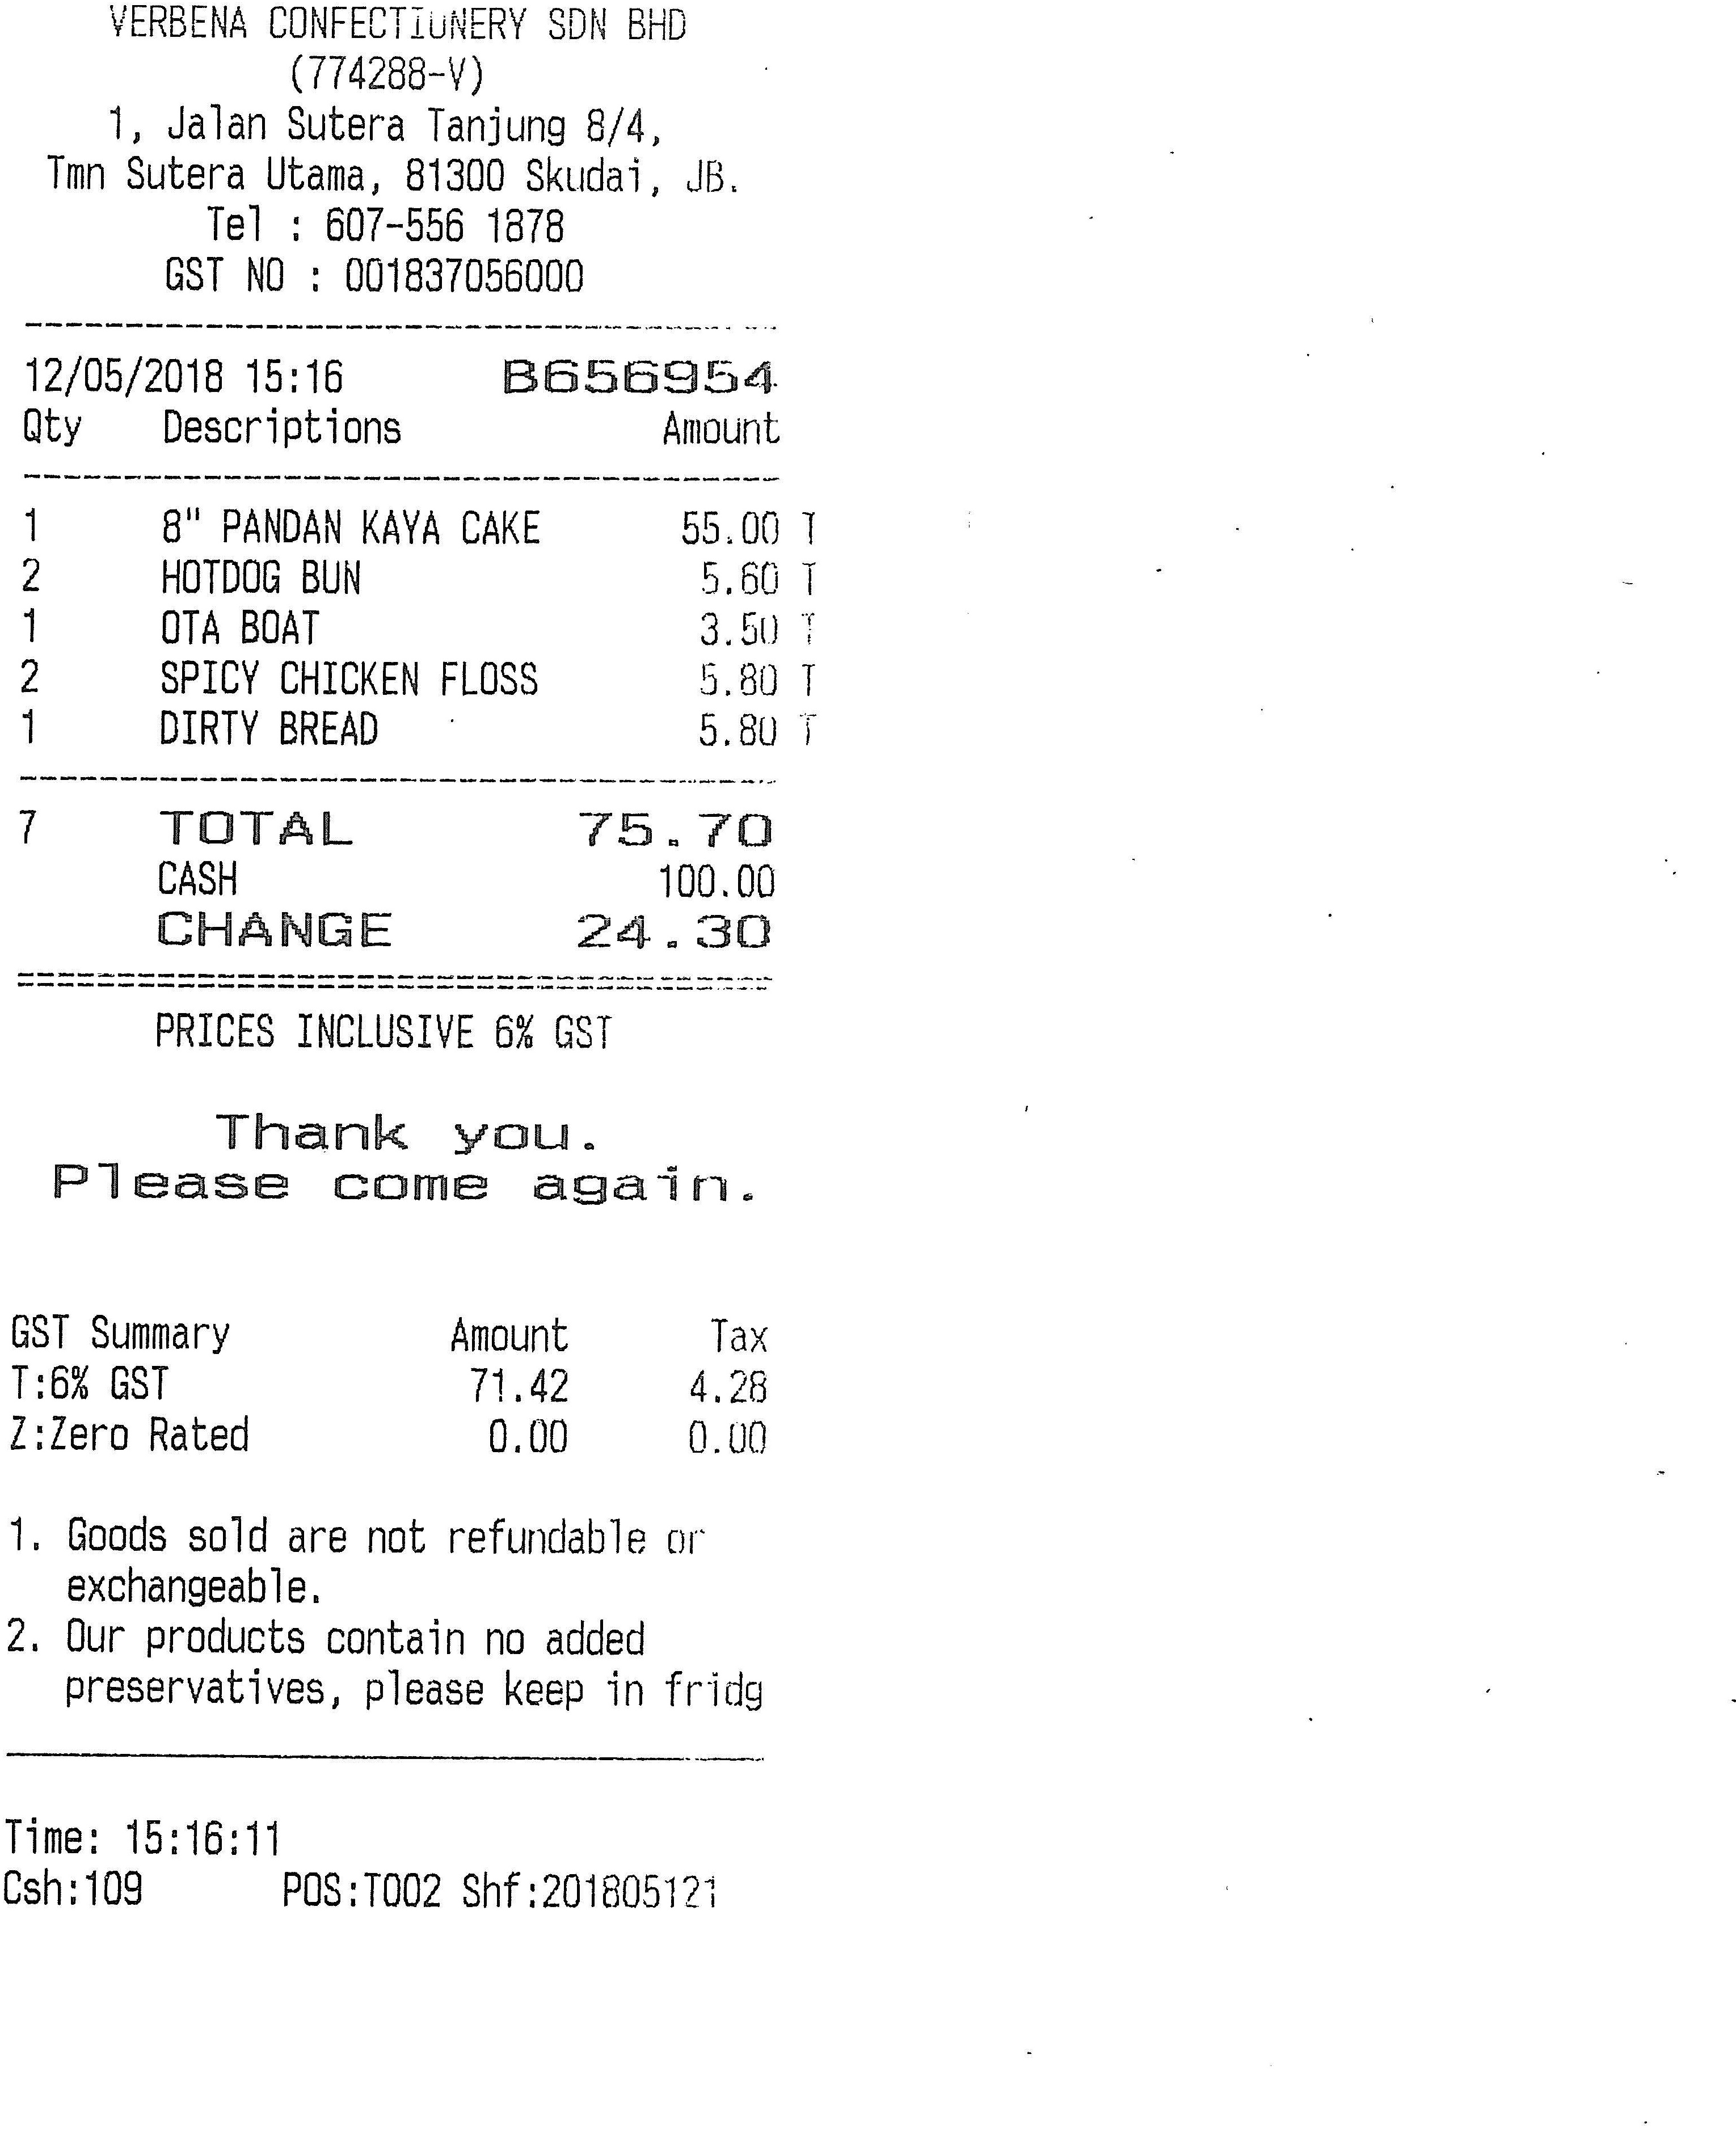 VERBENA CONFECTIONERY SDN BHD
(774288-V)
1, Jalan Sutera Tanjung 8/4,
Tmn Sutera Utama, 81300 Skudai, JB.
Tel : 607-556 1878
GST NO : 001837056000
12/05/2018 15:16 B656954
Qty Descriptions Amount
1 8" PANDAN KAYA CAKE 55.00 T
2 HOTDOG BUN 5.60 T
1 OTA BOAT 3.50 T
2 SPICY CHICKEN FLOSS 5.80 T
1 DIRTY BREAD 5.80 T
7 TOTAL 75.70
CASH 100.00
CHANGE 24.30
PRICES INCLUSIVE 6% GST
Thank you.
Please come again.
GST Summary Amount Tax
T:6% GST 71.42 4.28
Z:Zero Rated 0.00 0.00
1. Goods sold are not refundable or
exchangeable.
2. Our products contain no added
preservatives, please keep in fridg
Time: 15:16:11
Csh:109 POS:T002 Shf:201805121